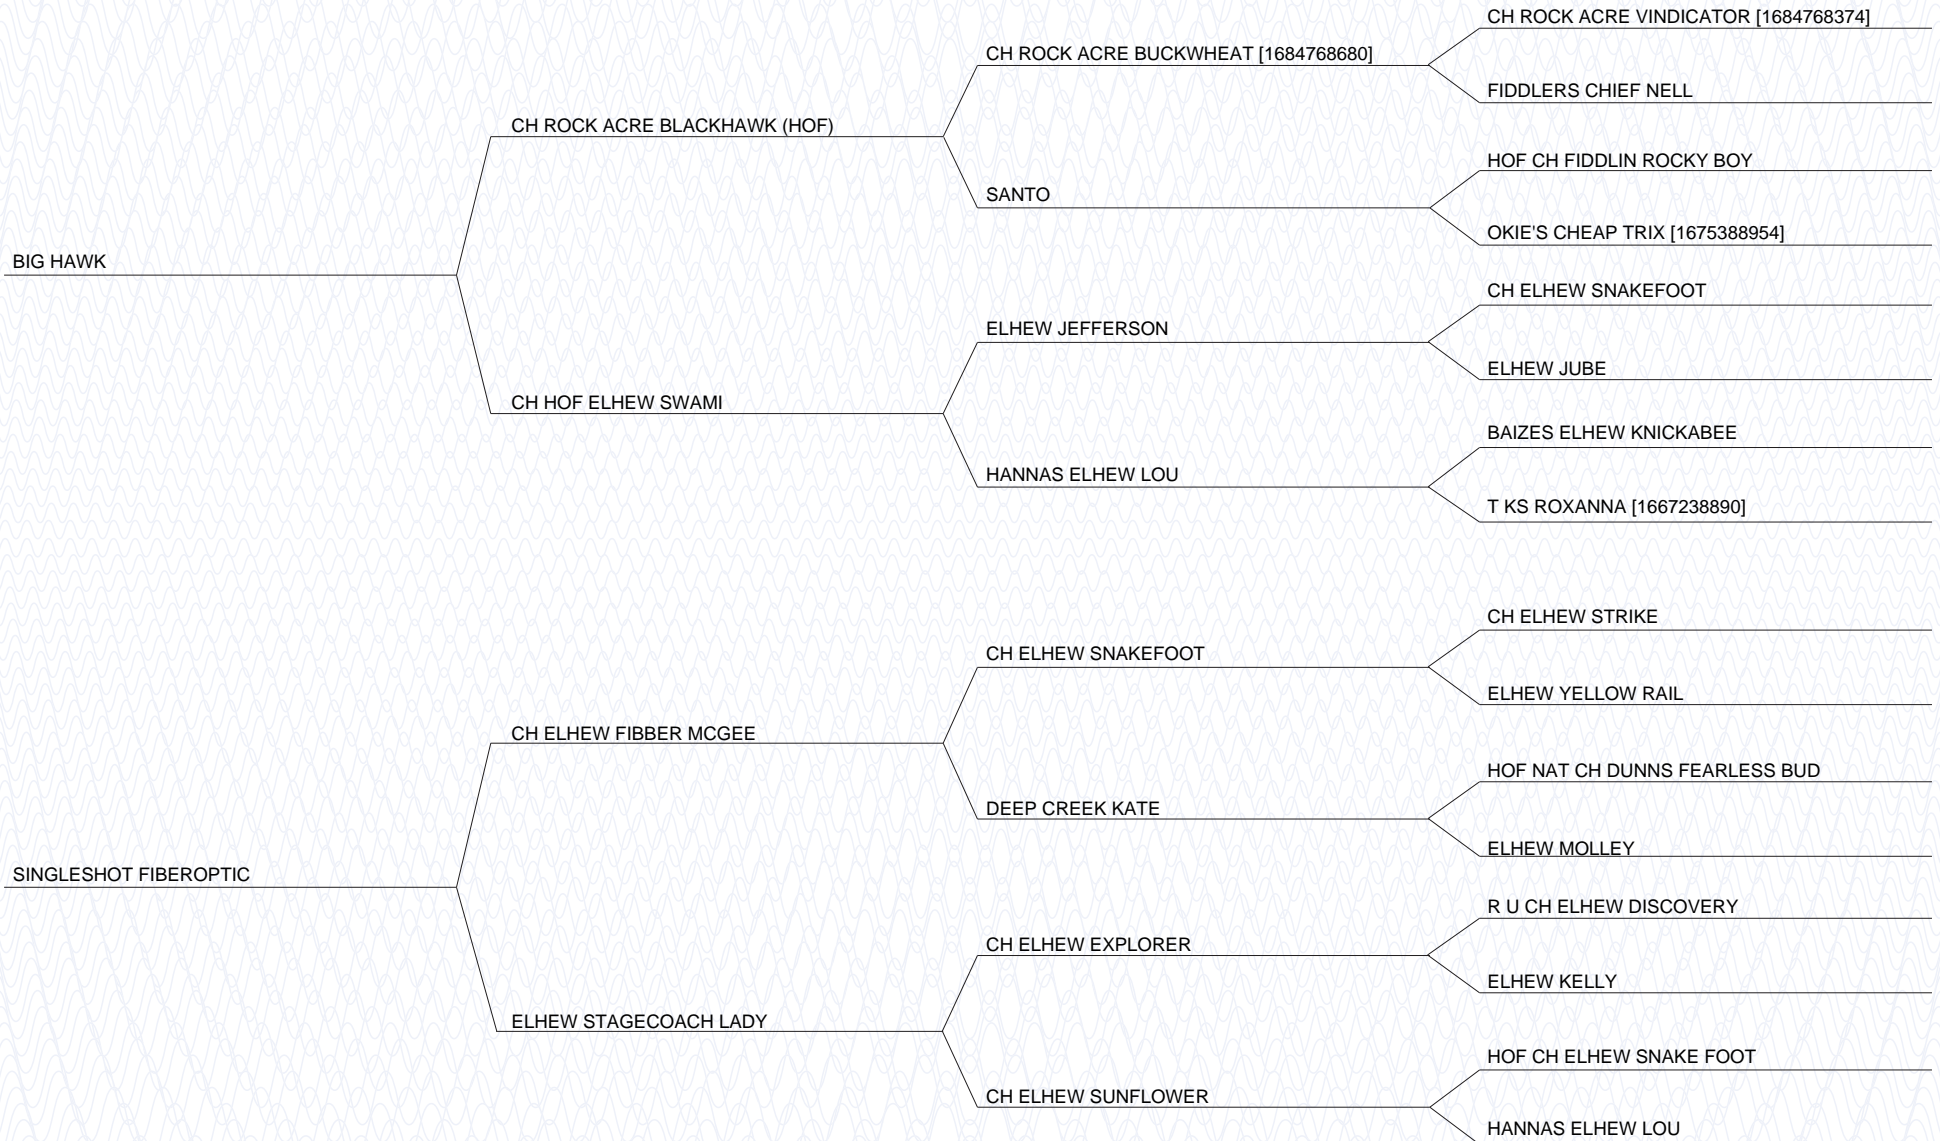 CH ROCK ACRE VINDICATOR [1684768374]
CH ROCK ACRE BUCKWHEAT [1684768680]
FIDDLERS CHIEF NELL
CH ROCK ACRE BLACKHAWK (HOF)
HOF CH FIDDLIN ROCKY BOY
SANTO
OKIE'S CHEAP TRIX [1675388954]
BIG HAWK
CH ELHEW SNAKEFOOT
ELHEW JEFFERSON
ELHEW JUBE
CH HOF ELHEW SWAMI
BAIZES ELHEW KNICKABEE
HANNAS ELHEW LOU
T KS ROXANNA [1667238890]
CH ELHEW STRIKE
CH ELHEW SNAKEFOOT
ELHEW YELLOW RAIL
CH ELHEW FIBBER MCGEE
HOF NAT CH DUNNS FEARLESS BUD
DEEP CREEK KATE
ELHEW MOLLEY
SINGLESHOT FIBEROPTIC
R U CH ELHEW DISCOVERY
CH ELHEW EXPLORER
ELHEW KELLY
ELHEW STAGECOACH LADY
HOF CH ELHEW SNAKE FOOT
CH ELHEW SUNFLOWER
HANNAS ELHEW LOU